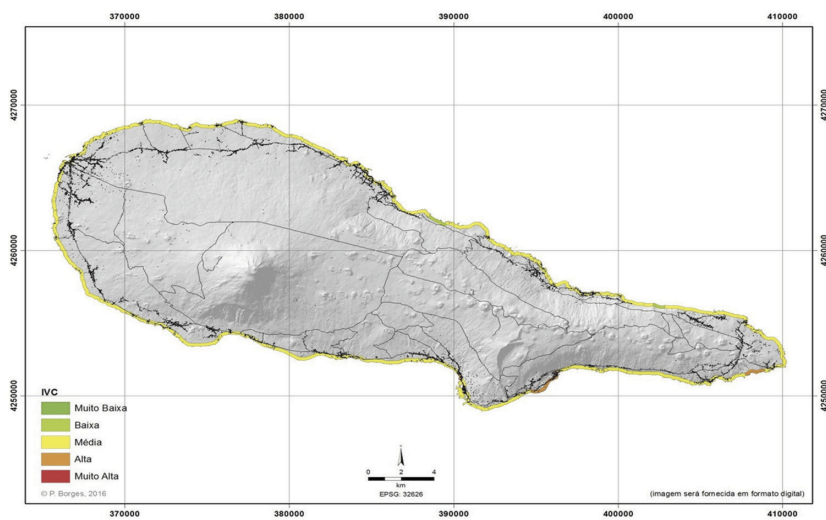 370000 380000 390000 400000 410000
4270000 4270000
4260000 4260000
4250000 4250000
IVC
Muito Baixa
Baixa
Média
Alta
Muito Alta
© P. Borges, 2016
0 2 4
km
EPSG: 32626
(imagem será fornecida em formato digital)
370000 380000 390000 400000 410000